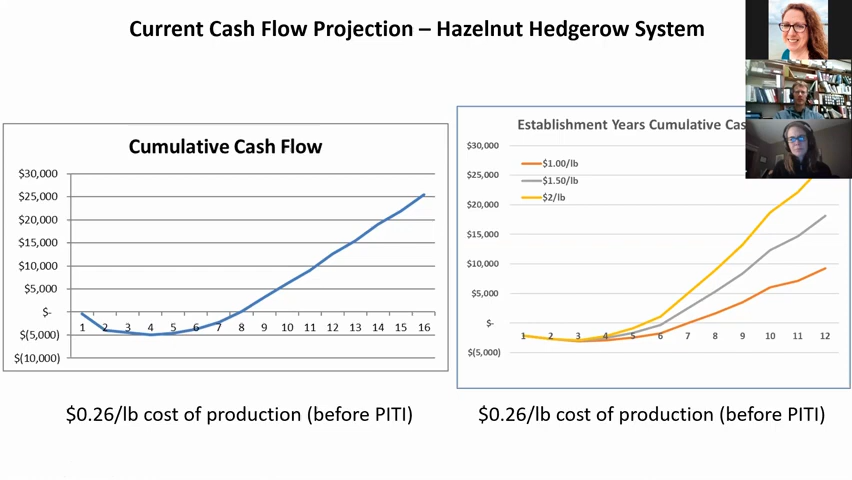 Current Cash Flow Projection – Hazelnut Hedgerow System
Cumulative Cash Flow
$30,000
$25,000
$20,000
$15,000
$10,000
$5,000
$-
$(5,000)
$(10,000)
1 2 3 4 5 6 7 8 9 10 11 12 13 14 15 16
$0.26/lb cost of production (before PITI)
Establishment Years Cumulative Cas
$30,000
$25,000
$20,000
$15,000
$10,000
$5,000
$-
$(5,000)
$1.00/lb
$1.50/lb
$2/lb
1 2 3 4 5 6 7 8 9 10 11 12
$0.26/lb cost of production (before PITI)